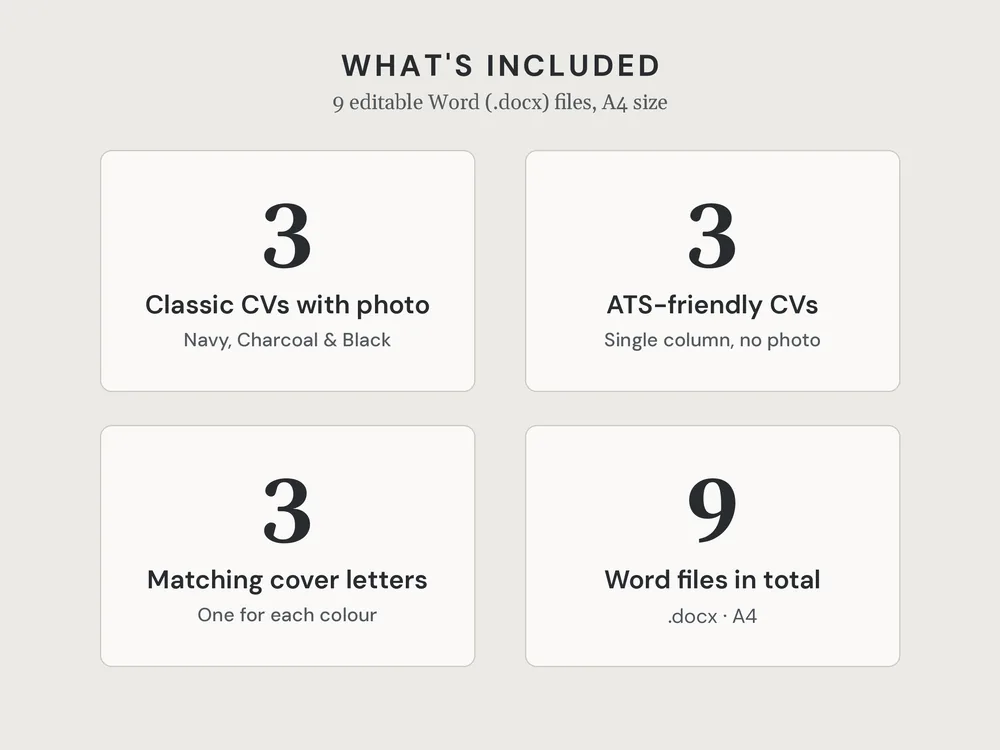 WHAT'S INCLUDED
9 editable Word (.docx) files, A4 size
3
Classic CVs with photo
Navy, Charcoal & Black
3
ATS-friendly CVs
Single column, no photo
3
Matching cover letters
One for each colour
9
Word files in total
.docx · A4